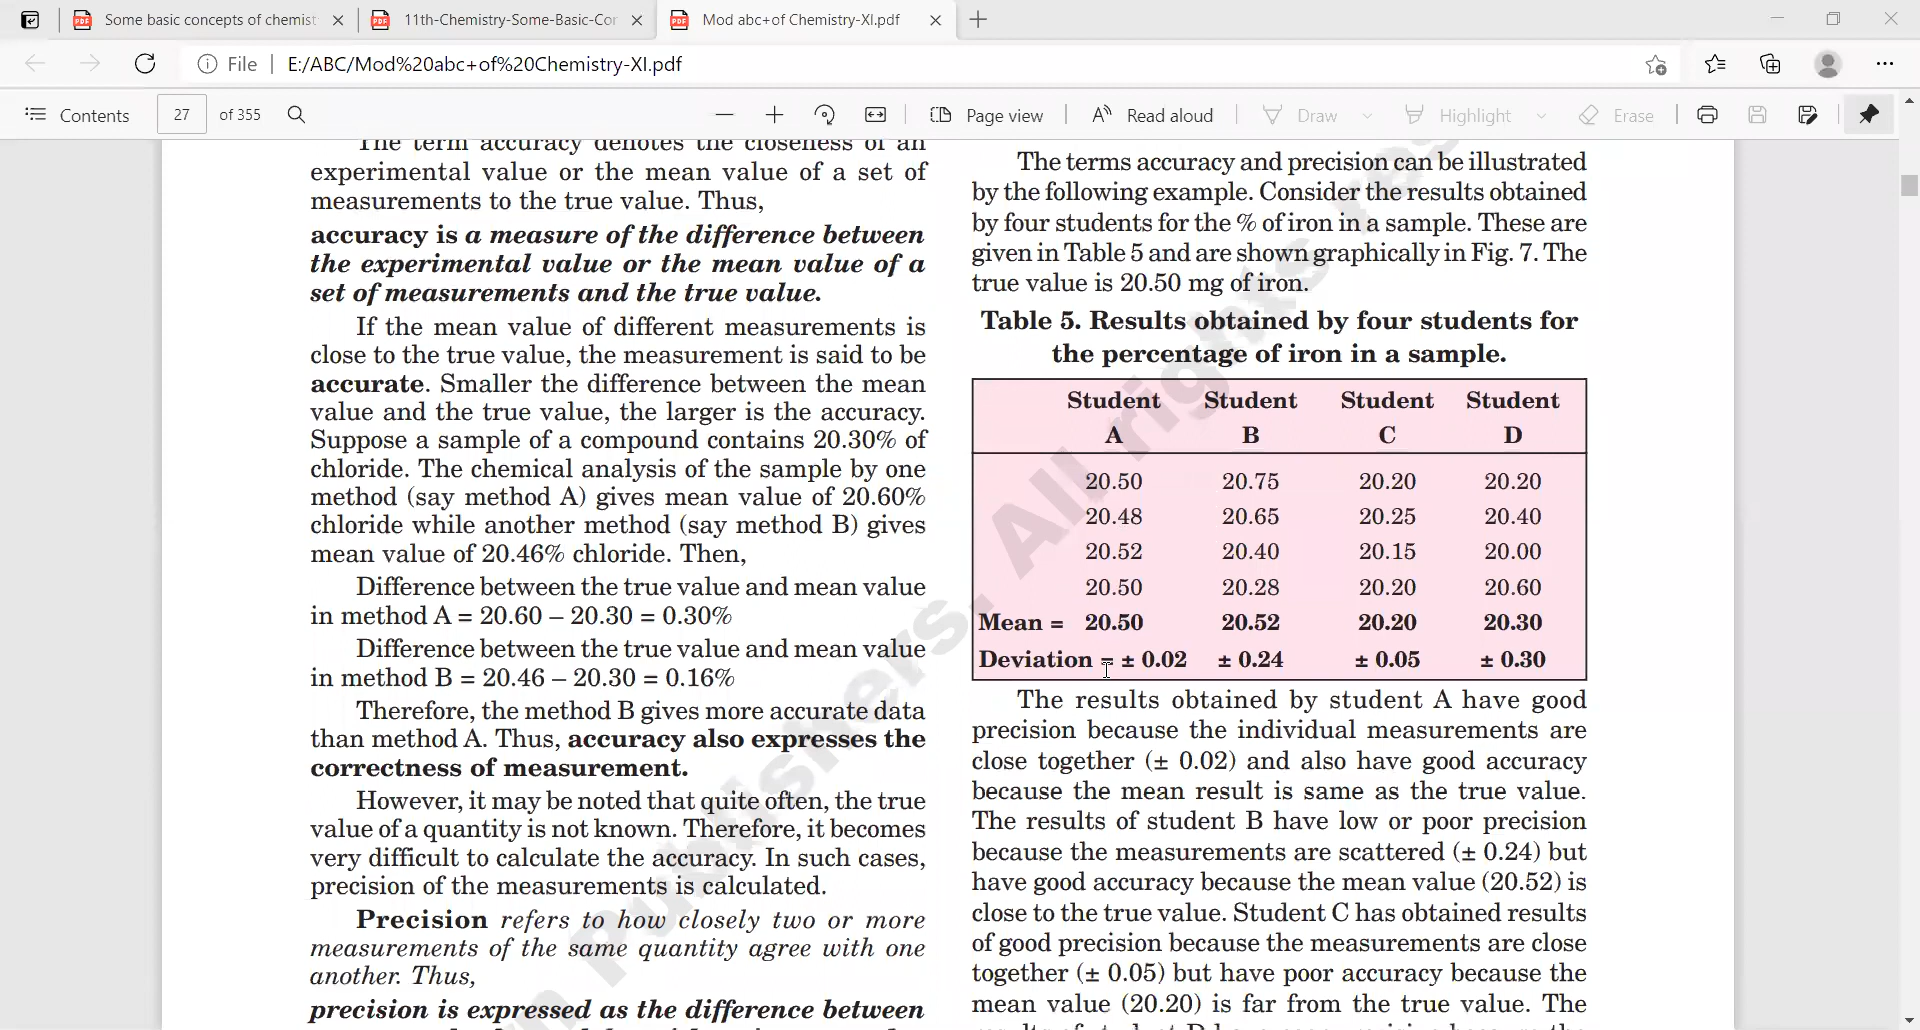 Some basic concepts of chemist
11th-Chemistry-Some-Basic-Cor
Mod abc+of Chemistry-XI.pdf
File
E:/ABC/Mod%20abc+of%20Chemistry-XI.pdf
Contents
27
of 355
Page view
Read aloud
Draw
Highlight
Erase
The term accuracy denotes the closeness of an
experimental value or the mean value of a set of
measurements to the true value. Thus,
accuracy is a measure of the difference between
the experimental value or the mean value of a
set of measurements and the true value.
If the mean value of different measurements is
close to the true value, the measurement is said to be
accurate. Smaller the difference between the mean
value and the true value, the larger is the accuracy.
Suppose a sample of a compound contains 20.30% of
chloride. The chemical analysis of the sample by one
method (say method A) gives mean value of 20.60%
chloride while another method (say method B) gives
mean value of 20.46% chloride. Then,
Difference between the true value and mean value
in method A = 20.60 – 20.30 = 0.30%
Difference between the true value and mean value
in method B = 20.46 – 20.30 = 0.16%
Therefore, the method B gives more accurate data
than method A. Thus, accuracy also expresses the
correctness of measurement.
However, it may be noted that quite often, the true
value of a quantity is not known. Therefore, it becomes
very difficult to calculate the accuracy. In such cases,
precision of the measurements is calculated.
Precision refers to how closely two or more
measurements of the same quantity agree with one
another. Thus,
precision is expressed as the difference between
The terms accuracy and precision can be illustrated
by the following example. Consider the results obtained
by four students for the % of iron in a sample. These are
given in Table 5 and are shown graphically in Fig. 7. The
true value is 20.50 mg of iron.
Table 5. Results obtained by four students for
the percentage of iron in a sample.
Student Student Student Student
A B C D
20.50 20.75 20.20 20.20
20.48 20.65 20.25 20.40
20.52 20.40 20.15 20.00
20.50 20.28 20.20 20.60
Mean = 20.50 20.52 20.20 20.30
Deviation = ± 0.02 ± 0.24 ± 0.05 ± 0.30
The results obtained by student A have good
precision because the individual measurements are
close together (± 0.02) and also have good accuracy
because the mean result is same as the true value.
The results of student B have low or poor precision
because the measurements are scattered (± 0.24) but
have good accuracy because the mean value (20.52) is
close to the true value. Student C has obtained results
of good precision because the measurements are close
together (± 0.05) but have poor accuracy because the
mean value (20.20) is far from the true value. The
Publishers. All rights